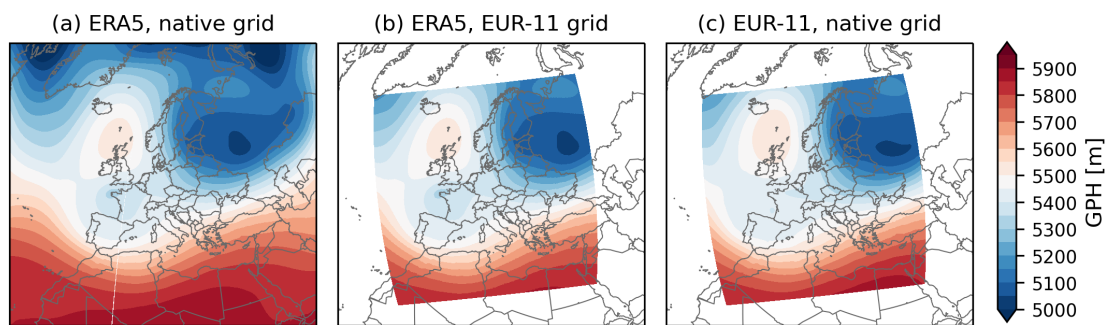 (a) ERA5, native grid
(b) ERA5, EUR-11 grid
(c) EUR-11, native grid
5900
5800
5700
5600
5500
5400
5300
5200
5100
5000
GPH [m]